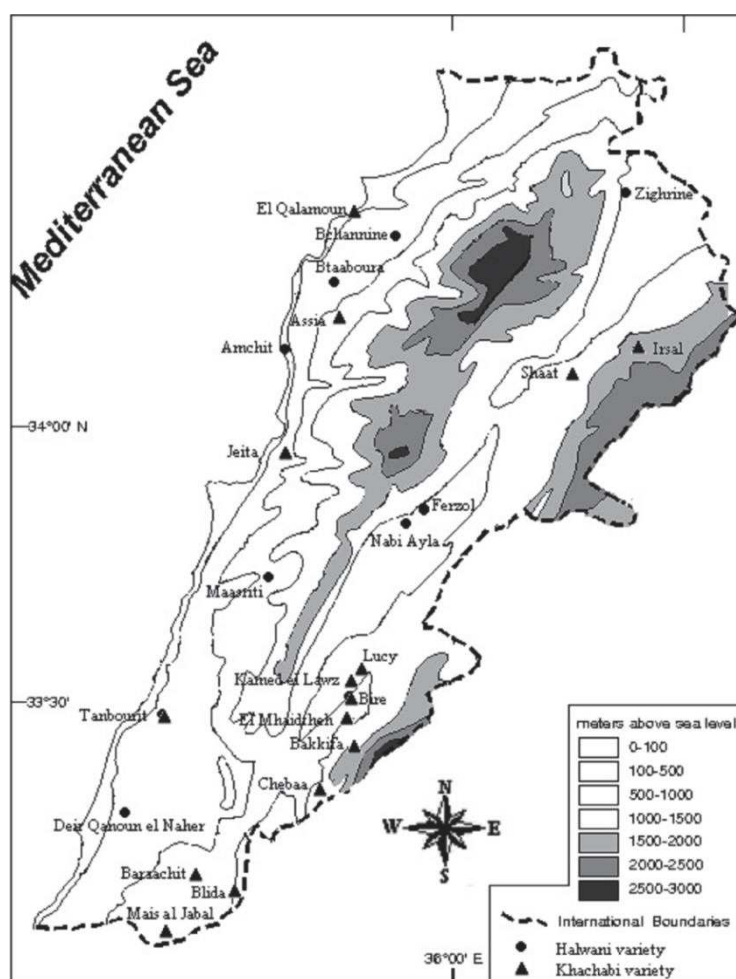 Mediterranean Sea
Zighrine
El Qalamoun
Bchannine
Btaaboura
Assia
Amchit
Irsal
Shaat
34°00' N
Jeita
Ferzol
Nabi Ayla
Maasriti
Lucy
Kamed el Lawz
33°30'
Bire
Tanbourit
El Mhaidtheh
Bakkifa
meters above sea level
0-100
100-500
500-1000
1000-1500
1500-2000
2000-2500
2500-3000
Chebaa
N
W E
S
Deir Qanoun el Naher
Baraachit
Blida
Mais al Jabal
International Boundaries
Halwani variety
36°00' E
Khachabi variety